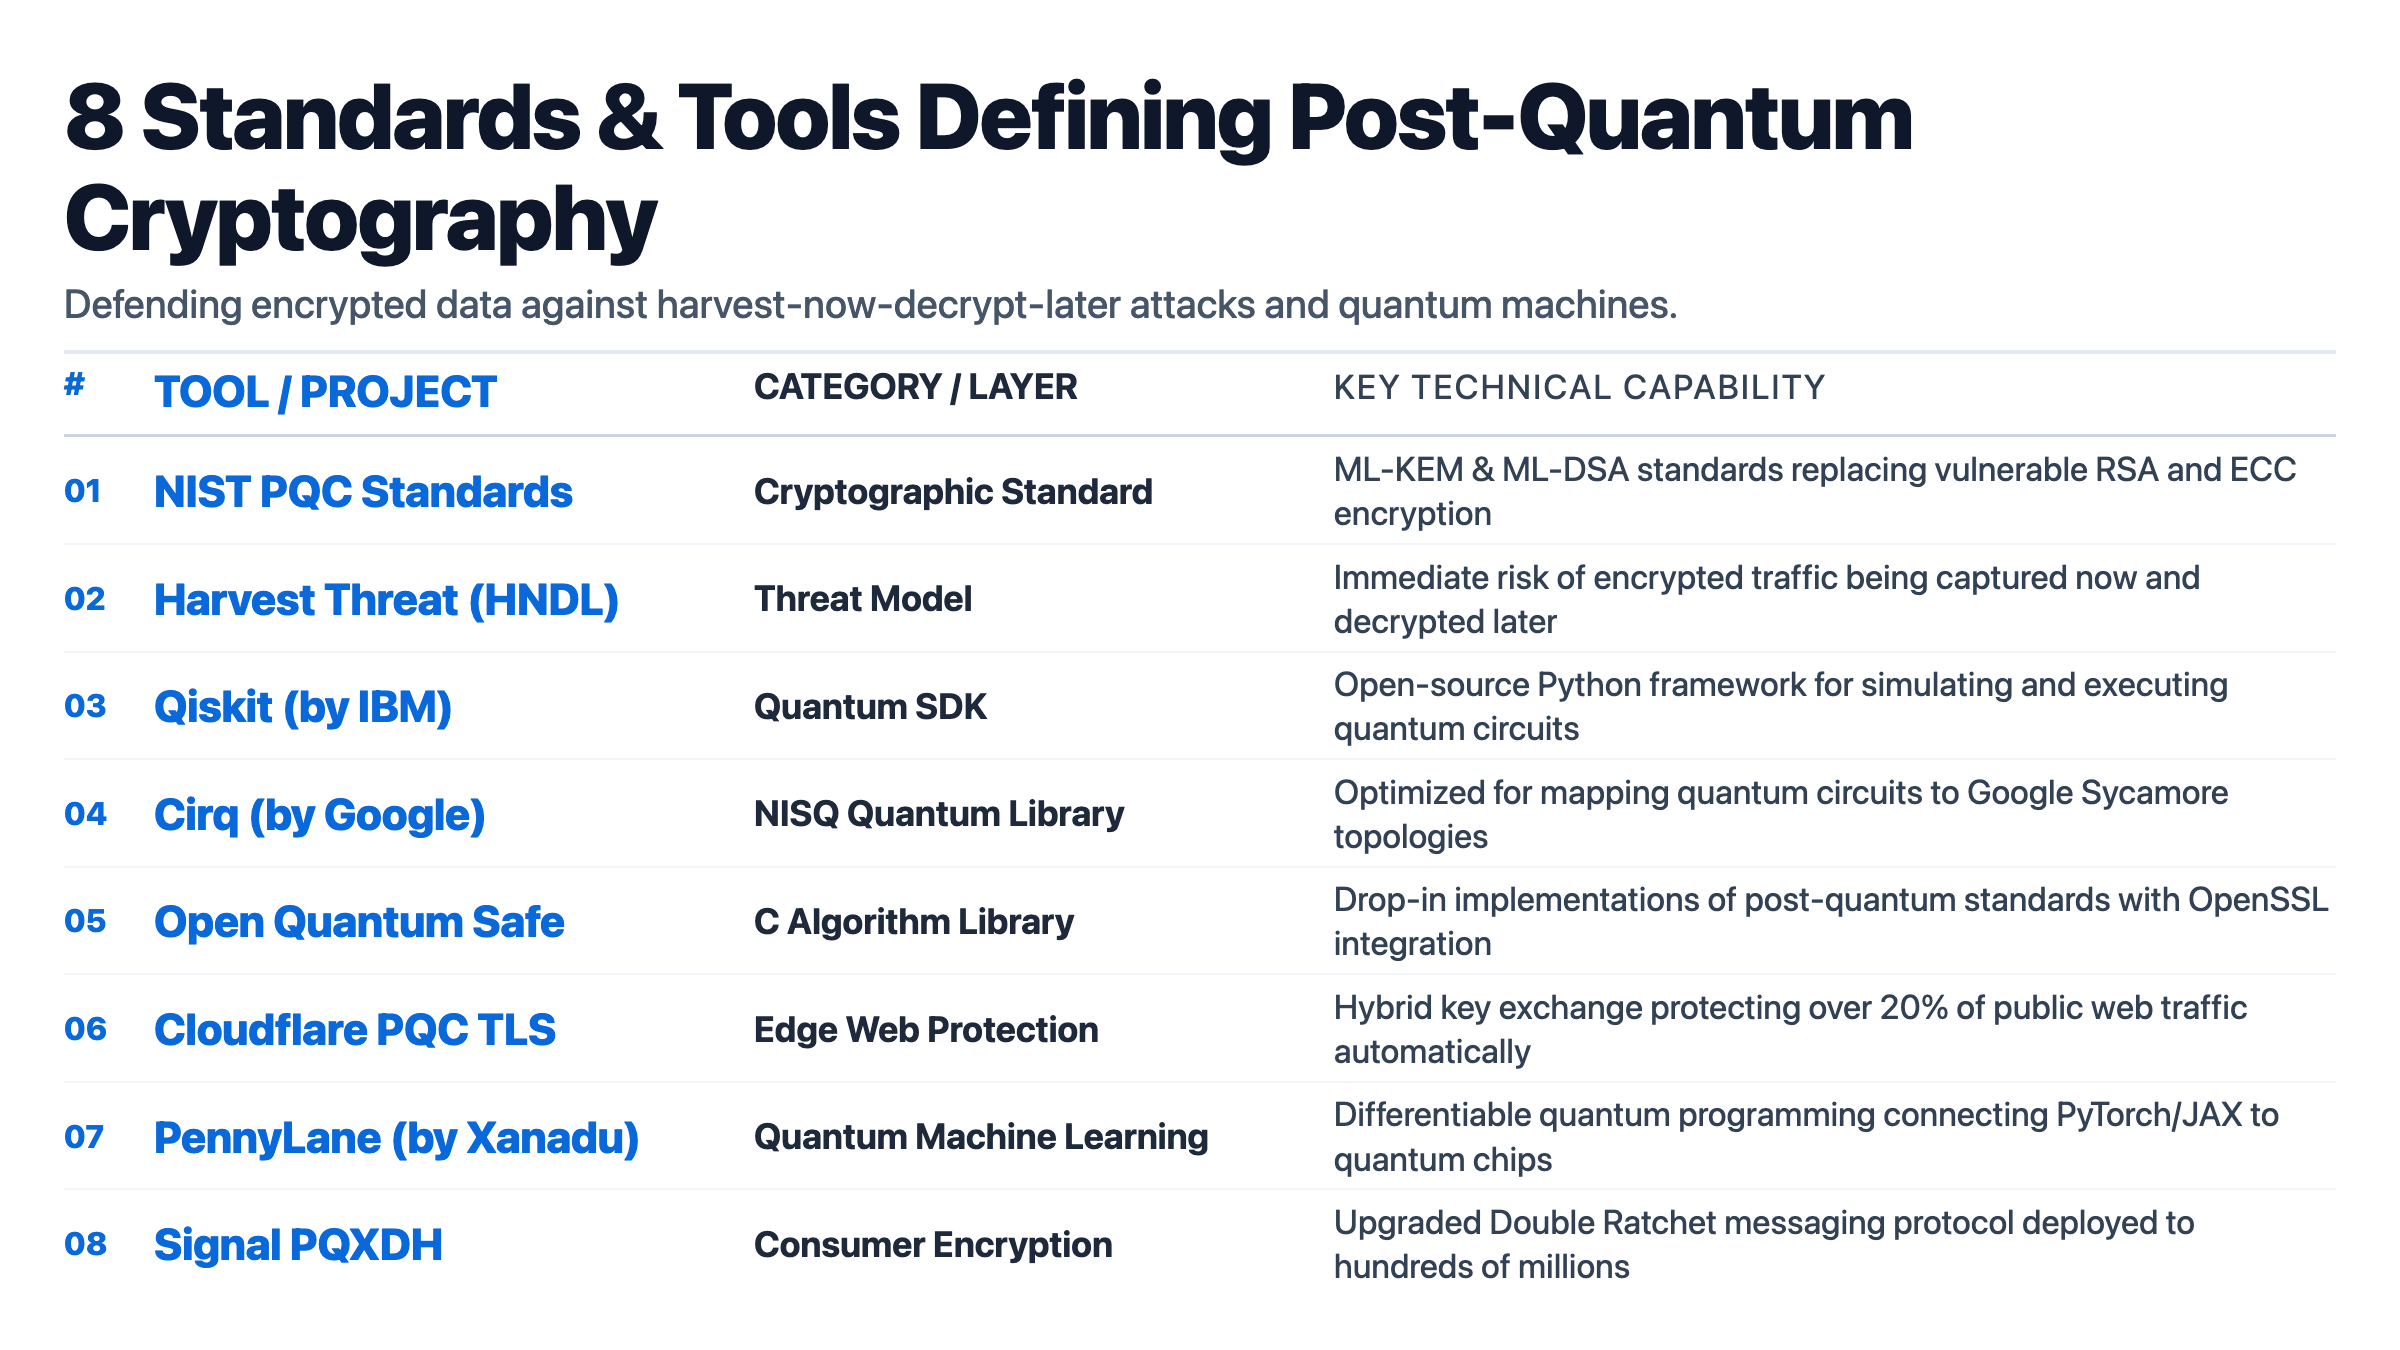 8 Standards & Tools Defining Post-Quantum
Cryptography
Defending encrypted data against harvest-now-decrypt-later attacks and quantum machines.
# TOOL / PROJECT CATEGORY / LAYER KEY TECHNICAL CAPABILITY
01 NIST PQC Standards Cryptographic Standard ML-KEM & ML-DSA standards replacing vulnerable RSA and ECC
encryption
02 Harvest Threat (HNDL) Threat Model Immediate risk of encrypted traffic being captured now and
decrypted later
03 Qiskit (by IBM) Quantum SDK Open-source Python framework for simulating and executing
quantum circuits
04 Cirq (by Google) NISQ Quantum Library Optimized for mapping quantum circuits to Google Sycamore
topologies
05 Open Quantum Safe C Algorithm Library Drop-in implementations of post-quantum standards with OpenSSL
integration
06 Cloudflare PQC TLS Edge Web Protection Hybrid key exchange protecting over 20% of public web traffic
automatically
07 PennyLane (by Xanadu) Quantum Machine Learning Differentiable quantum programming connecting PyTorch/JAX to
quantum chips
08 Signal PQXDH Consumer Encryption Upgraded Double Ratchet messaging protocol deployed to
hundreds of millions